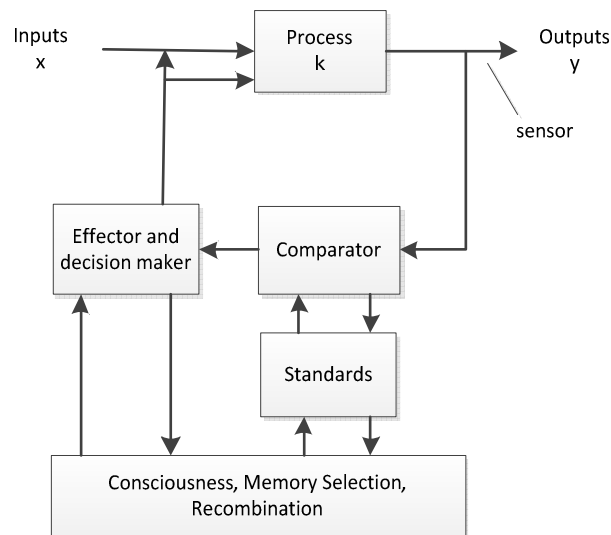 Inputs
x
Process
k
Outputs
y
sensor
Effector and
decision maker
Comparator
Standards
Consciousness, Memory Selection,
Recombination